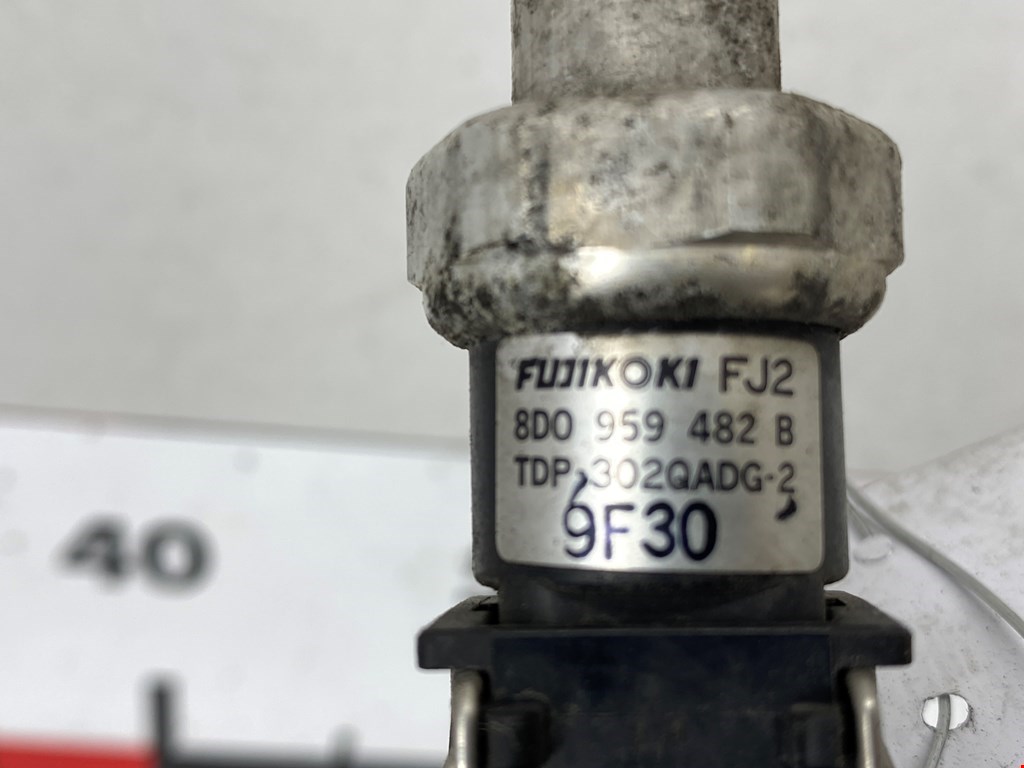 FUJIKOKI FJ2
8D0 959 482 B
TDP 302QADG-2
9F30
40